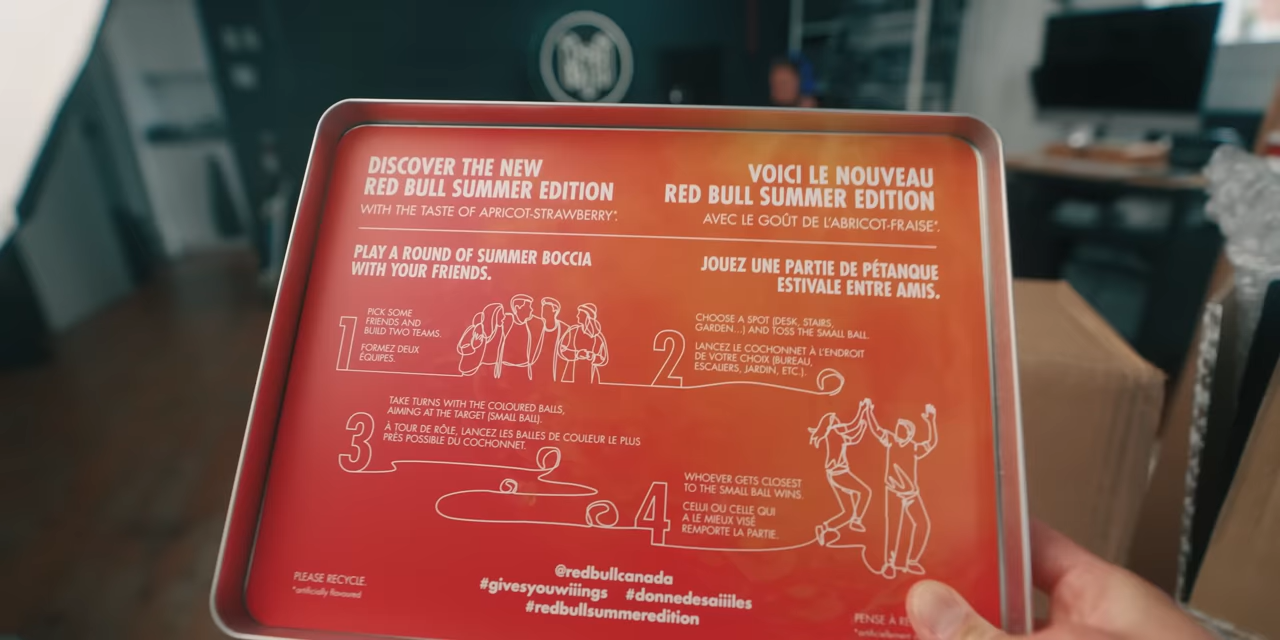 DISCOVER THE NEW
RED BULL SUMMER EDITION
WITH THE TASTE OF APRICOT-STRAWBERRY*.
VOICI LE NOUVEAU
RED BULL SUMMER EDITION
AVEC LE GOÛT DE L'ABRICOT-FRAISE*.
PLAY A ROUND OF SUMMER BOCCIA
WITH YOUR FRIENDS.
JOUEZ UNE PARTIE DE PÉTANQUE
ESTIVALE ENTRE AMIS.
1
PICK SOME
FRIENDS AND
BUILD TWO TEAMS.
FORMEZ DEUX
ÉQUIPES.
2
CHOOSE A SPOT (DESK, STAIRS,
GARDEN...) AND TOSS THE SMALL BALL.
LANCEZ LE COCHONNET À L'ENDROIT
DE VOTRE CHOIX (BUREAU,
ESCALIERS, JARDIN, ETC.).
3
TAKE TURNS WITH THE COLOURED BALLS,
AIMING AT THE TARGET (SMALL BALL).
À TOUR DE RÔLE, LANCEZ LES BALLES DE COULEUR LE PLUS
PRÈS POSSIBLE DU COCHONNET.
4
WHOEVER GETS CLOSEST
TO THE SMALL BALL WINS.
CELUI OU CELLE QUI
A LE MIEUX VISÉ
REMPORTE LA PARTIE.
@redbullcanada
#givesyouwiiings #donnedesaiiiles
#redbullsummeredition
PLEASE RECYCLE.
*artificially flavoured
PENSE À